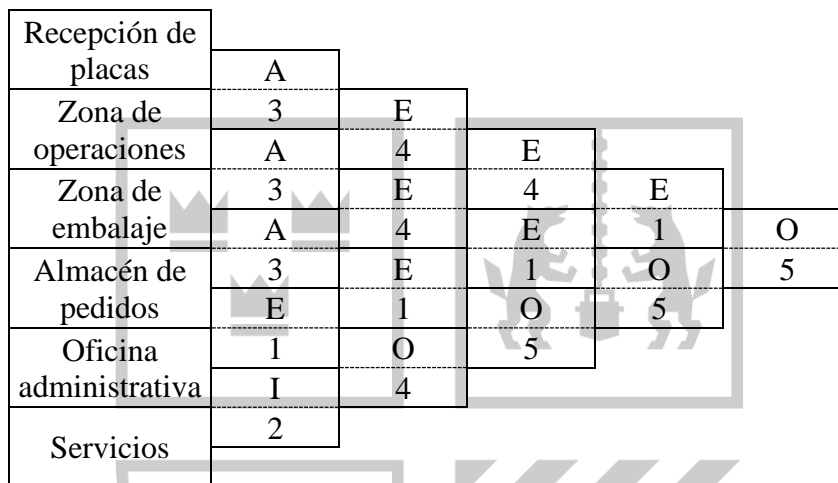 Recepción de
placas A
Zona de 3 E
operaciones A 4 E
Zona de 3 E 4 E
embalaje A 4 E 1 O
Almacén de 3 E 1 O 5
pedidos E 1 O 5
Oficina 1 O 5
administrativa I 4
Servicios 2